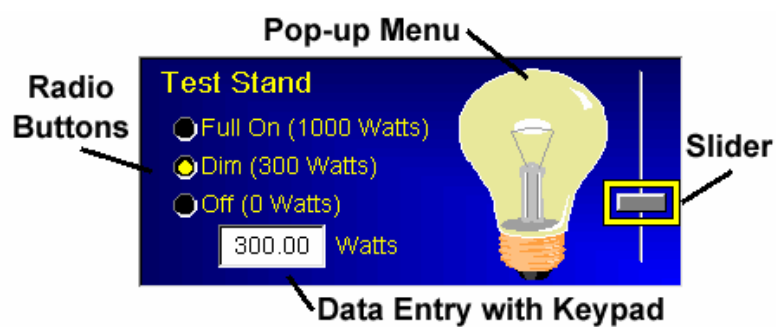 Pop-up Menu
Test Stand
Radio
Buttons
Full On (1000 Watts)
Dim (300 Watts)
Off (0 Watts)
300.00 Watts
Slider
Data Entry with Keypad